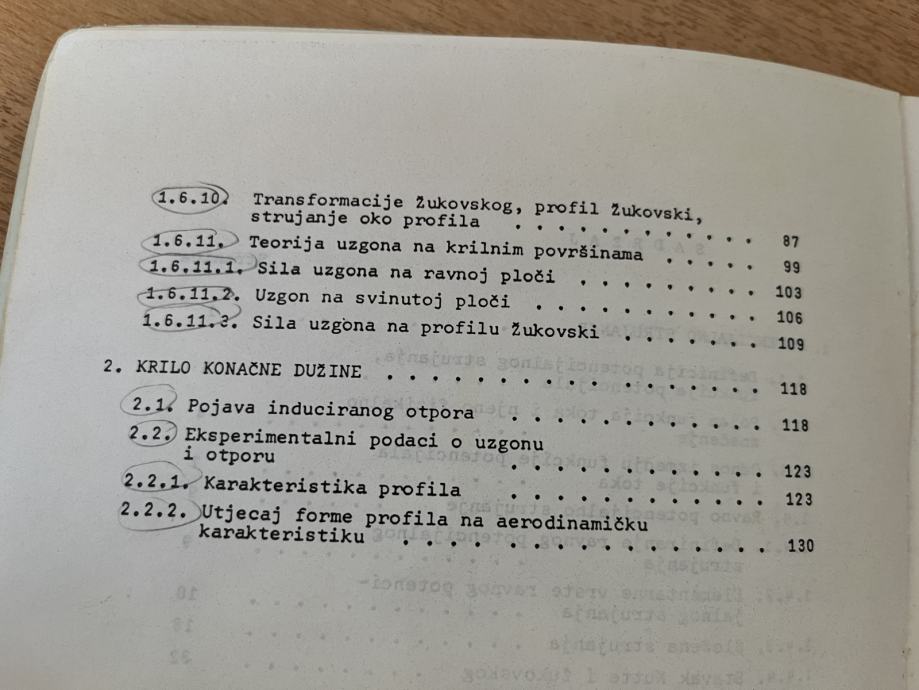 1.6.10. Transformacije Žukovskog, profil Žukovski,
strujanje oko profila . . . . . . . . . . . . 87
1.6.11. Teorija uzgona na krilnim površinama . . . . . 99
1.6.11.1. Sila uzgona na ravnoj ploči . . . . . . . . 103
1.6.11.2. Uzgon na svinutoj ploči . . . . . . . . . . 106
1.6.11.3. Sila uzgona na profilu Žukovski . . . . . . . 109
2. KRILO KONAČNE DUŽINE . . . . . . . . . . . . . . . . 118
2.1. Pojava induciranog otpora . . . . . . . . . . . 118
2.2. Eksperimentalni podaci o uzgonu
i otporu . . . . . . . . . . . 123
2.2.1. Karakteristika profila . . . . . . . . . . . 123
2.2.2. Utjecaj forme profila na aerodinamičku
karakteristiku . . . . . . . . . . . . . . . . 130